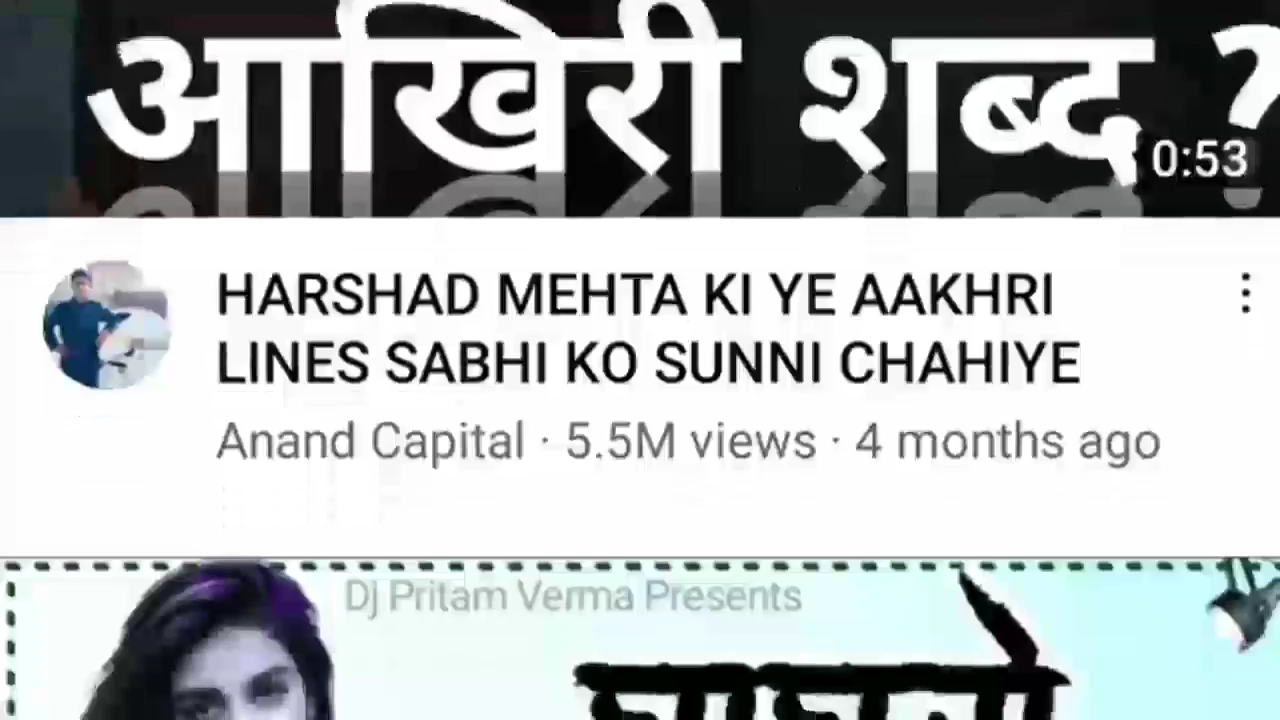 आखिरी शब्द ?
0:53
HARSHAD MEHTA KI YE AAKHRI
LINES SABHI KO SUNNI CHAHIYE
Anand Capital · 5.5M views · 4 months ago
Dj Pritam Verma Presents